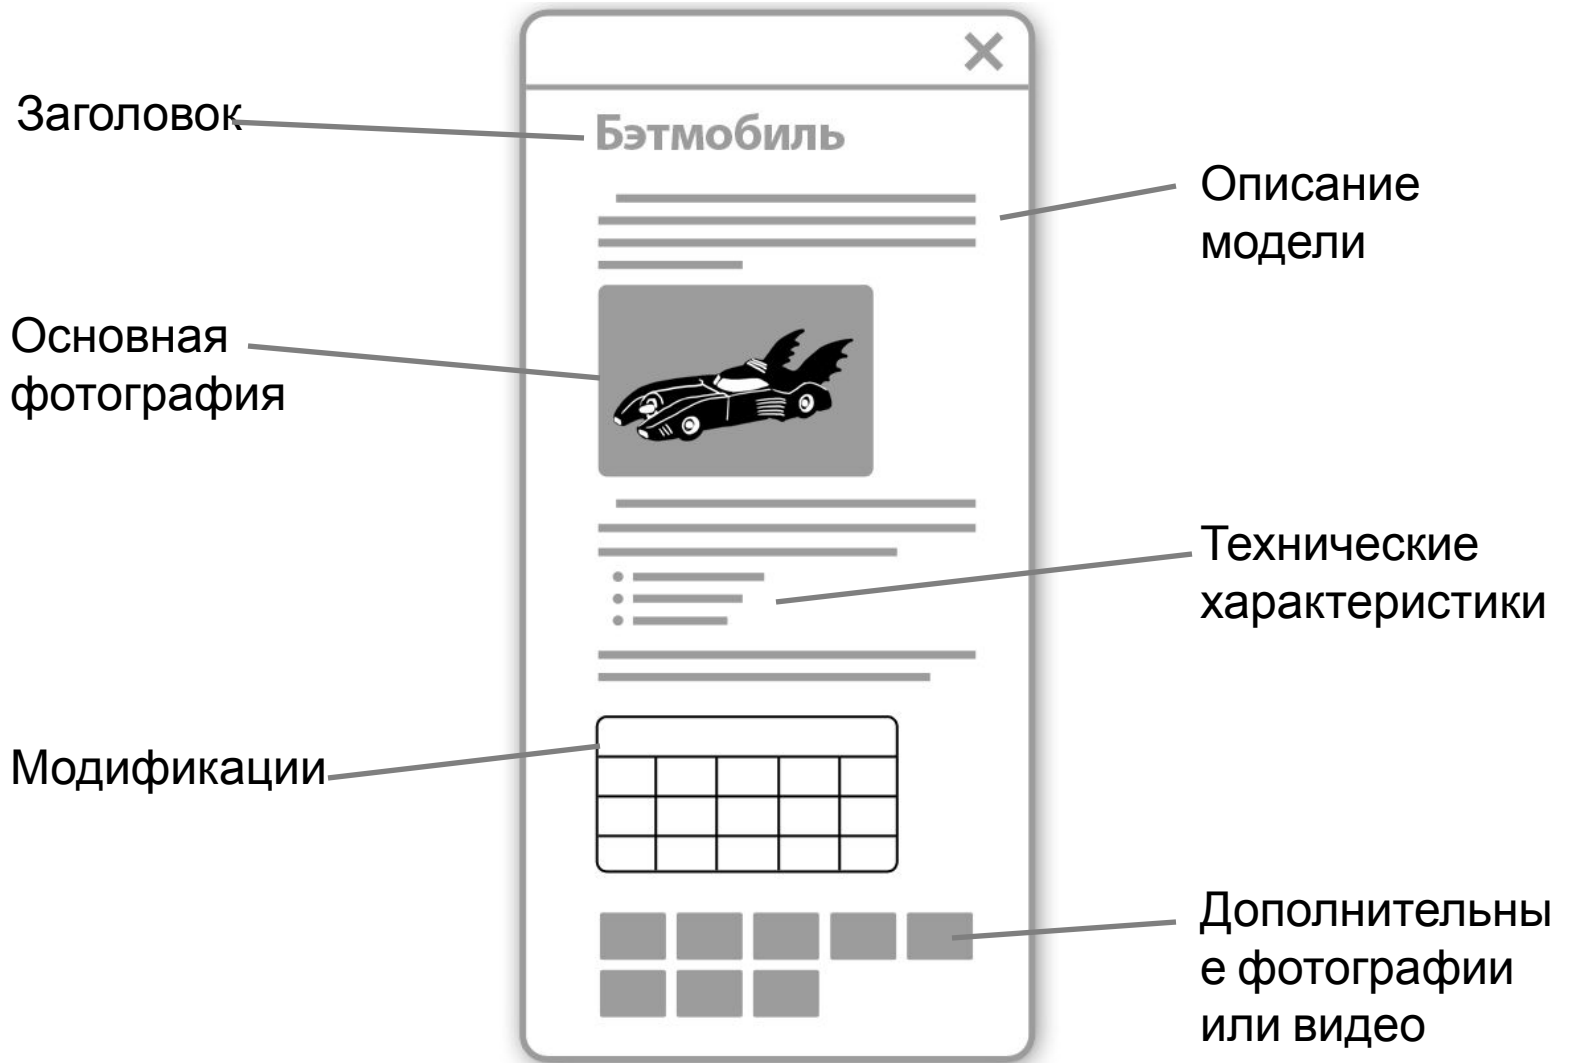 Заголовок
Бэтмобиль
Описание
модели
Основная
фотография
Технические
характеристики
Модификации
Дополнительны
е фотографии
или видео